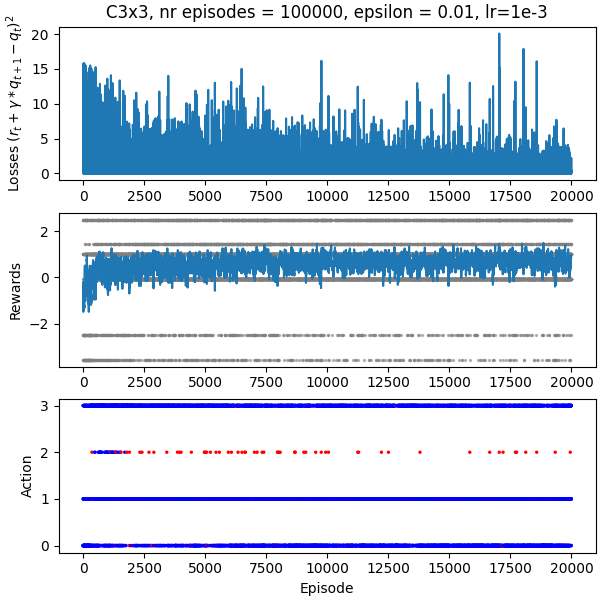 C3x3, nr episodes = 100000, epsilon = 0.01, lr=1e-3
Losses (r_t + γ * q_{t+1} − q_t)^2
20
15
10
5
0
0 2500 5000 7500 10000 12500 15000 17500 20000
Rewards
2
0
−2
0 2500 5000 7500 10000 12500 15000 17500 20000
Action
3
2
1
0
0 2500 5000 7500 10000 12500 15000 17500 20000
Episode